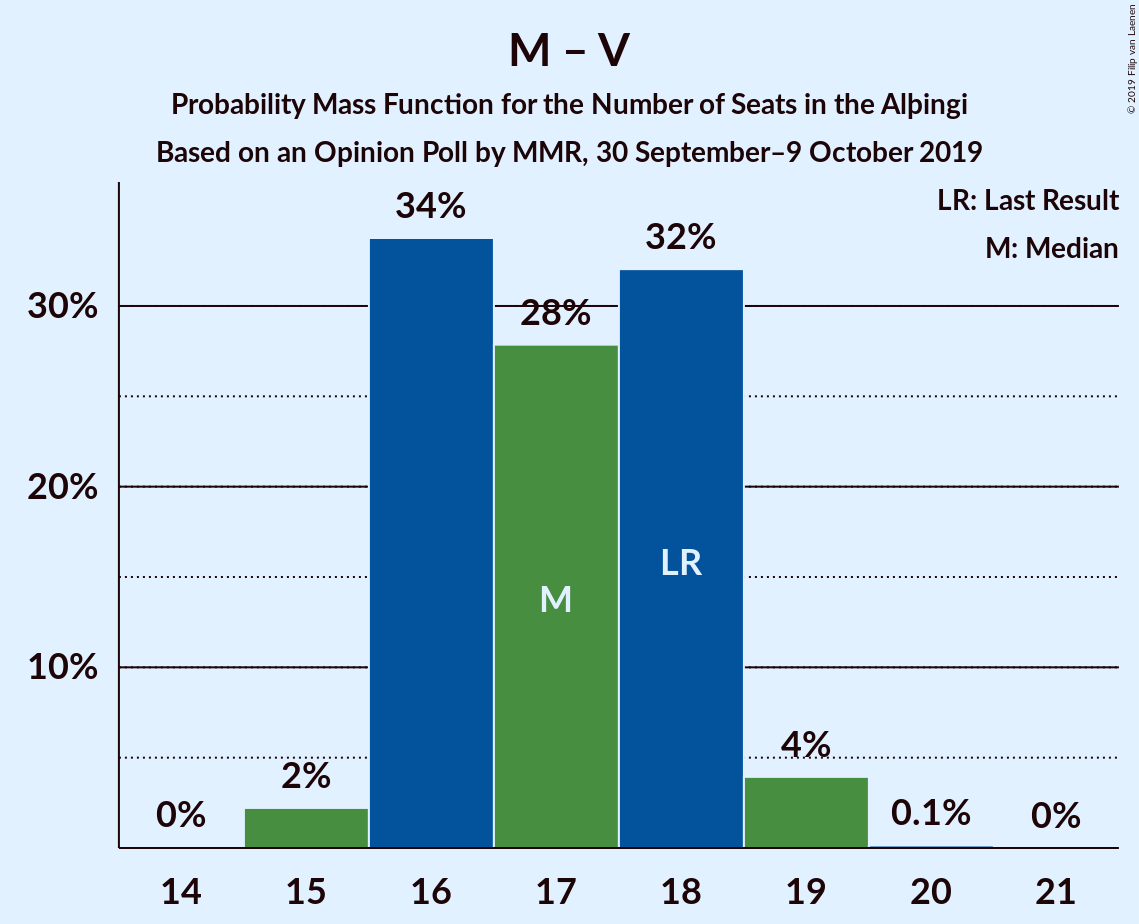 M – V
Probability Mass Function for the Number of Seats in the Alþingi
Based on an Opinion Poll by MMR, 30 September–9 October 2019
© 2019 Filip van Laenen
LR: Last Result
M: Median
34%
32%
28%
30%
20%
10%
LR
M
0%
2%
4%
0.1%
0%
14 15 16 17 18 19 20 21